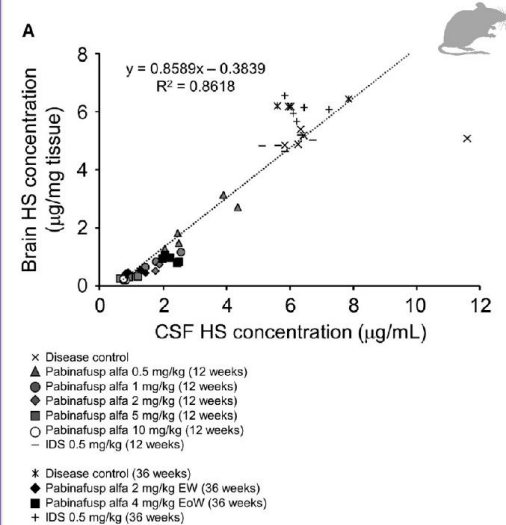 A
8
y = 0.8589x – 0.3839
R² = 0.8618
6
4
2
0
Brain HS concentration
(μg/mg tissue)
0 2 4 6 8 10 12
CSF HS concentration (μg/mL)
× Disease control
Pabinafusp alfa 0.5 mg/kg (12 weeks)
Pabinafusp alfa 1 mg/kg (12 weeks)
Pabinafusp alfa 2 mg/kg (12 weeks)
Pabinafusp alfa 5 mg/kg (12 weeks)
Pabinafusp alfa 10 mg/kg (12 weeks)
– IDS 0.5 mg/kg (12 weeks)
Disease control (36 weeks)
Pabinafusp alfa 2 mg/kg EW (36 weeks)
Pabinafusp alfa 4 mg/kg EoW (36 weeks)
+ IDS 0.5 mg/kg (36 weeks)